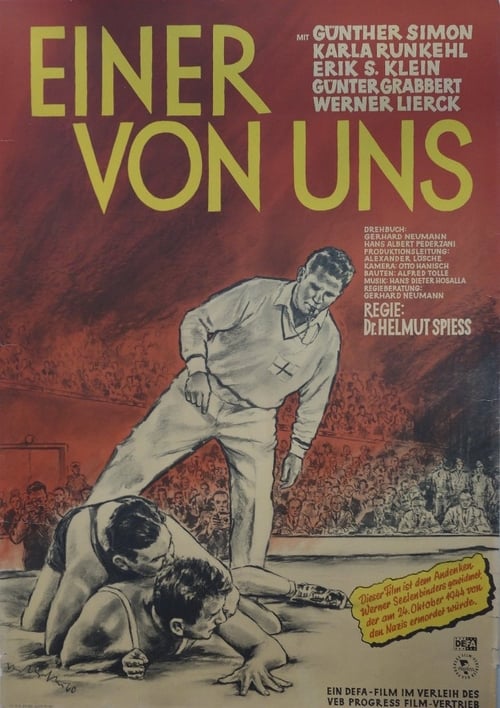 EINER
VON UNS
MIT GÜNTHER SIMON
KARLA RUNKEHL
ERIK S. KLEIN
GÜNTER GRABBERT
WERNER LIERCK
DREHBUCH:
GERHARD NEUMANN
HANS ALBERT PEDERZANI
PRODUKTIONSLEITUNG:
ALEXANDER LÖSCHE
KAMERA: OTTO HANISCH
BAUTEN: ALFRED TOLLE
MUSIK: HANS DIETER HOSALLA
REGIEBERATUNG:
GERHARD NEUMANN
REGIE:
Dr. HELMUT SPIESS
Dieser Film ist dem Andenken
Werner Seelenbinders gewidmet,
der am 24. Oktober 1944 von
den Nazis ermordet würde.
DEFA
EIN DEFA-FILM IM VERLEIH DES
VEB PROGRESS FILM-VERTRIEB